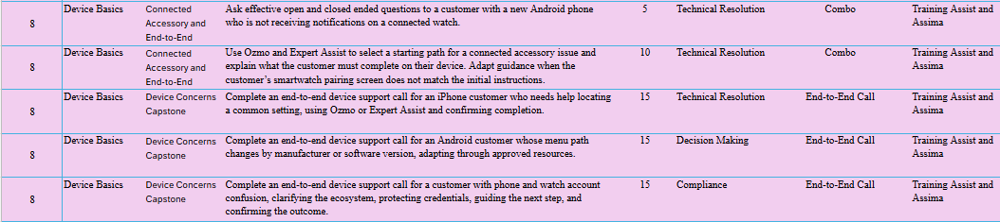 8 Device Basics Connected Accessory and End-to-End Ask effective open and closed ended questions to a customer with a new Android phone who is not receiving notifications on a connected watch. 5 Technical Resolution Combo Training Assist and Assima
8 Device Basics Connected Accessory and End-to-End Use Ozmo and Expert Assist to select a starting path for a connected accessory issue and explain what the customer must complete on their device. Adapt guidance when the customer's smartwatch pairing screen does not match the initial instructions. 10 Technical Resolution Combo Training Assist and Assima
8 Device Basics Device Concerns Capstone Complete an end-to-end device support call for an iPhone customer who needs help locating a common setting, using Ozmo or Expert Assist and confirming completion. 15 Technical Resolution End-to-End Call Training Assist and Assima
8 Device Basics Device Concerns Capstone Complete an end-to-end device support call for an Android customer whose menu path changes by manufacturer or software version, adapting through approved resources. 15 Decision Making End-to-End Call Training Assist and Assima
8 Device Basics Device Concerns Capstone Complete an end-to-end device support call for a customer with phone and watch account confusion, clarifying the ecosystem, protecting credentials, guiding the next step, and confirming the outcome. 15 Compliance End-to-End Call Training Assist and Assima